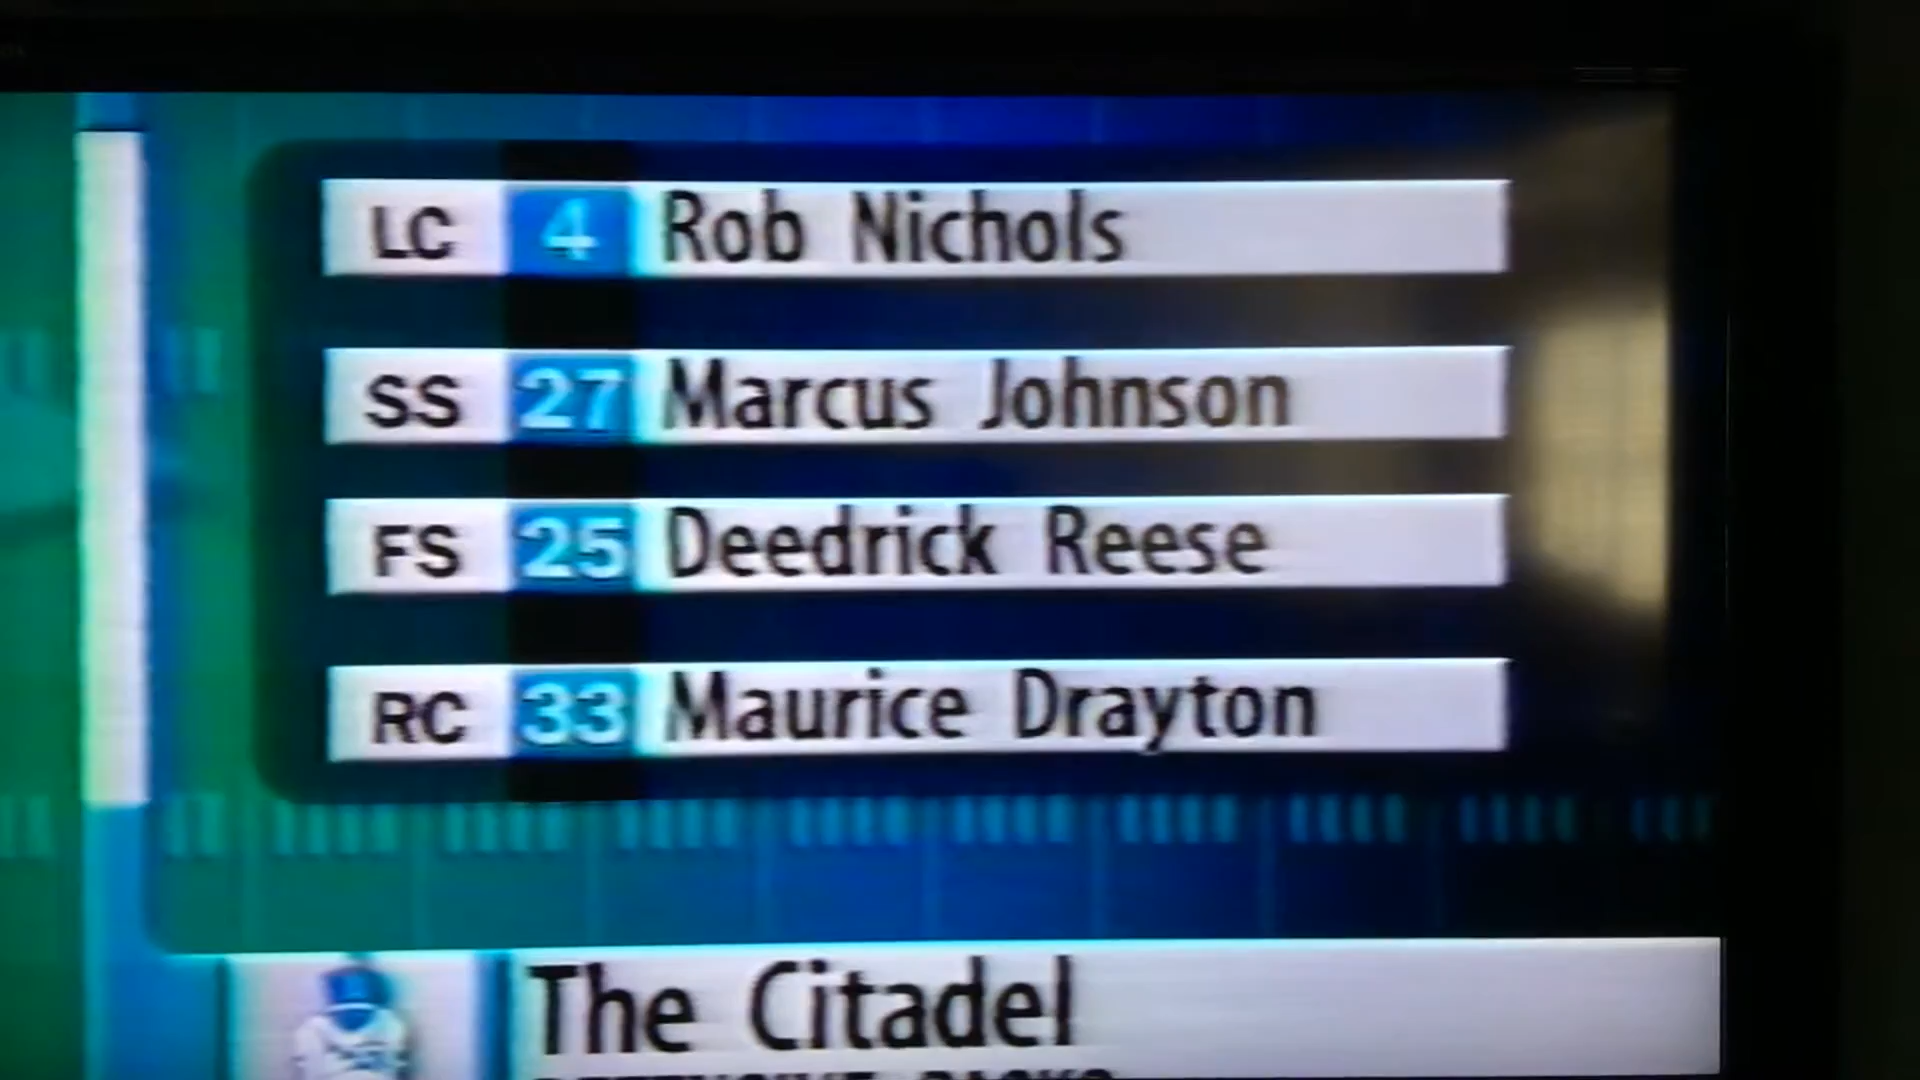 LC 4 Rob Nichols
SS 27 Marcus Johnson
FS 25 Deedrick Reese
RC 33 Maurice Drayton
The Citadel